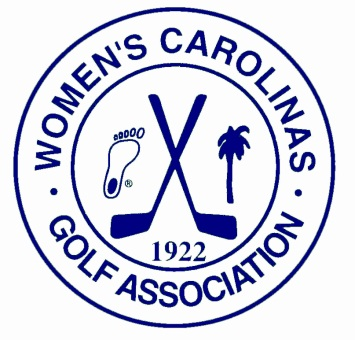 WOMEN'S CAROLINAS
GOLF ASSOCIATION
®
1922